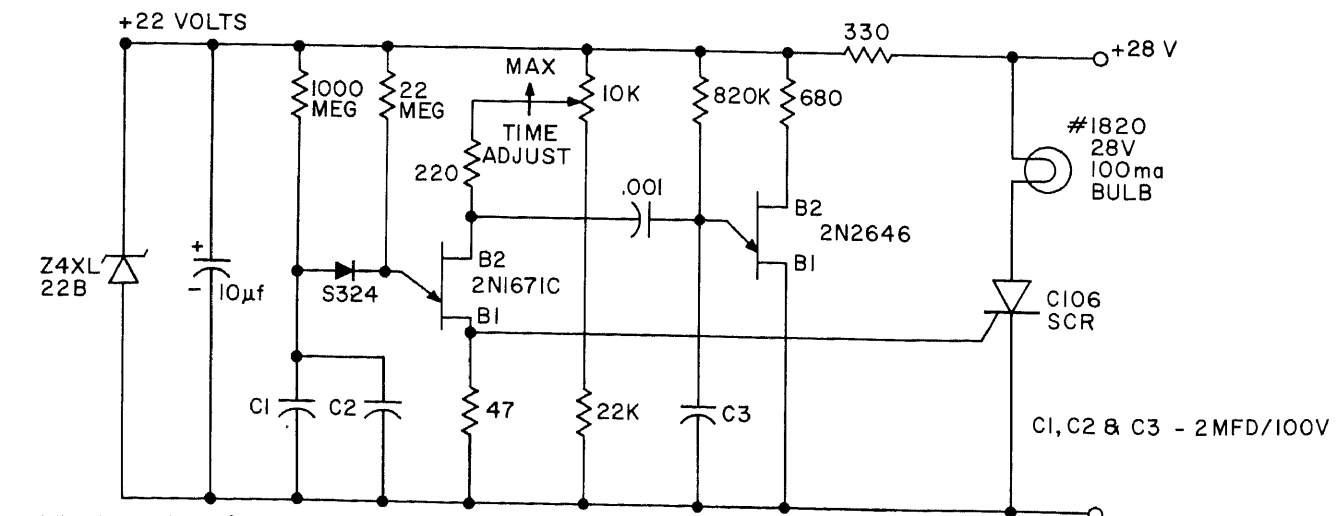 +22 VOLTS
330
+28 V
MAX
1000
MEG
22
MEG
10K
820K
680
TIME
ADJUST
#1820
28V
100ma
BULB
220
.001
B2
2N2646
B1
Z4XL
22B
+
-
10µf
S324
B2
2N1671C
B1
C106
SCR
C1
C2
47
22K
C3
C1, C2 & C3 - 2MFD/100V